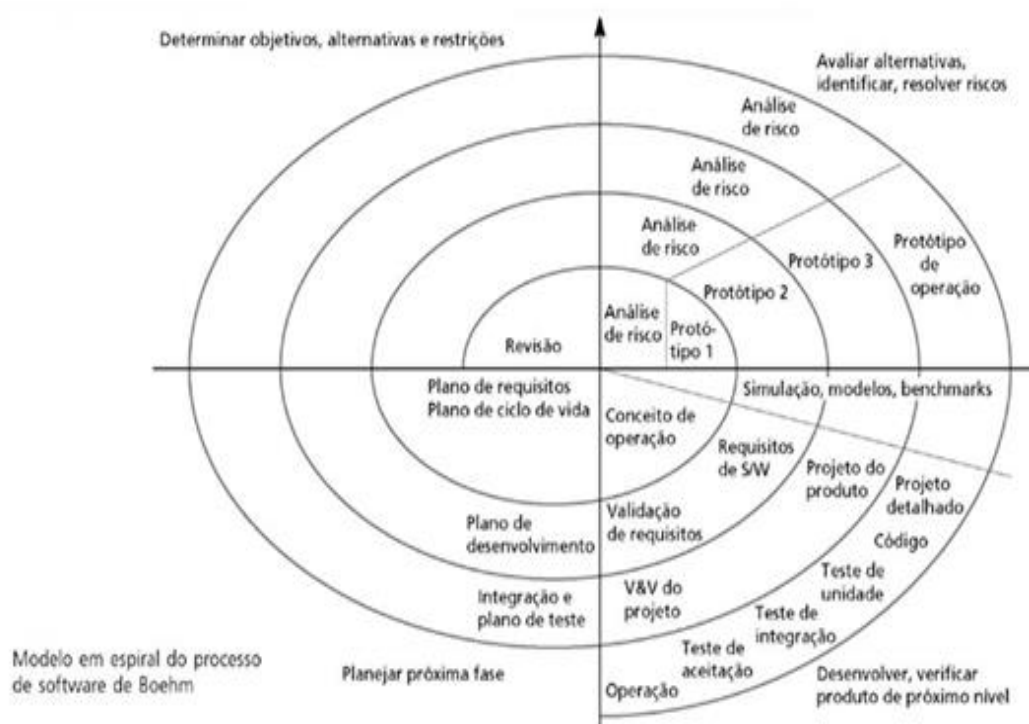 Determinar objetivos, alternativas e restrições
Avaliar alternativas,
identificar, resolver riscos
Análise
de risco
Análise
de risco
Análise
de risco
Protótipo
de
operação
Protótipo 3
Protótipo 2
Análise
de risco
Protó-
tipo 1
Revisão
Plano de requisitos
Plano de ciclo de vida
Simulação, modelos, benchmarks
Conceito de
operação
Requisitos
de S/W
Projeto do
produto
Projeto
detalhado
Plano de
desenvolvimento
Validação
de requisitos
Código
Integração e
plano de teste
V&V do
projeto
Teste de
unidade
Teste de
integração
Teste de
aceitação
Operação
Modelo em espiral do processo
de software de Boehm
Planejar próxima fase
Desenvolver, verificar
produto de próximo nível